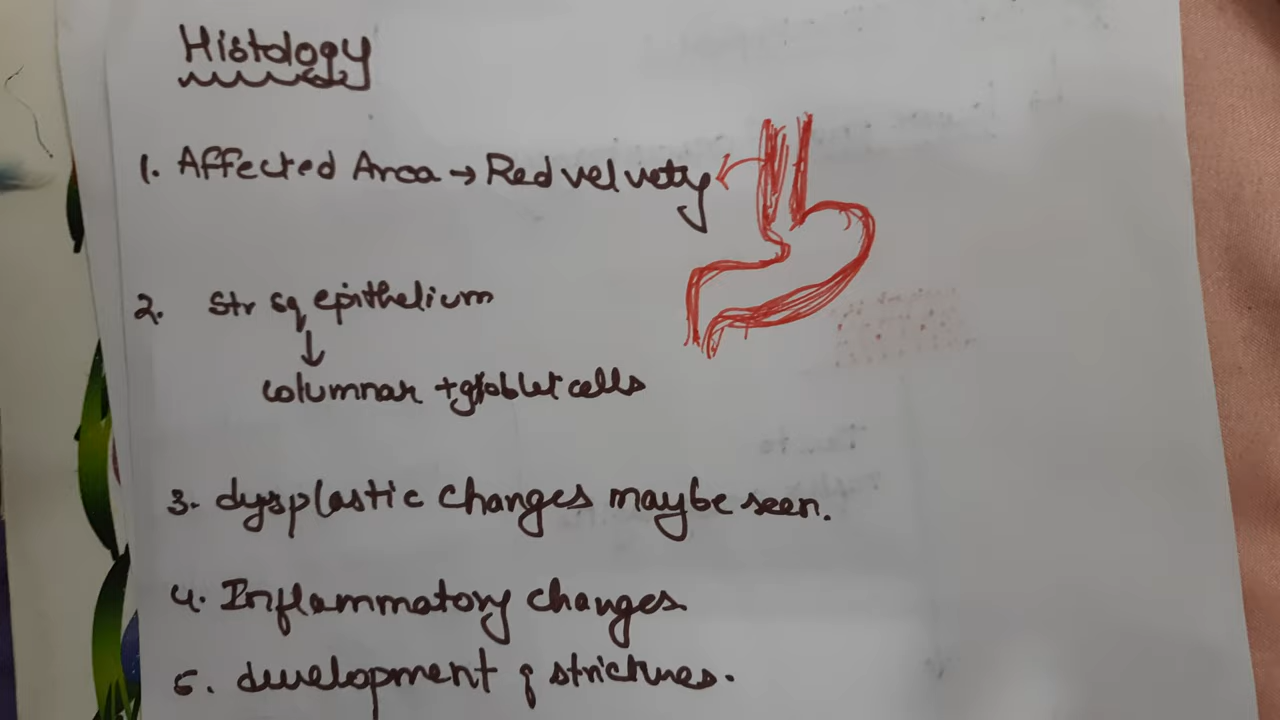 Histology
1. Affected Area → Red velvety
2. Str sq epithelium
↓
columnar + goblet cells
3. dysplastic changes maybe seen.
4. Inflammatory changes.
5. development of strictures.